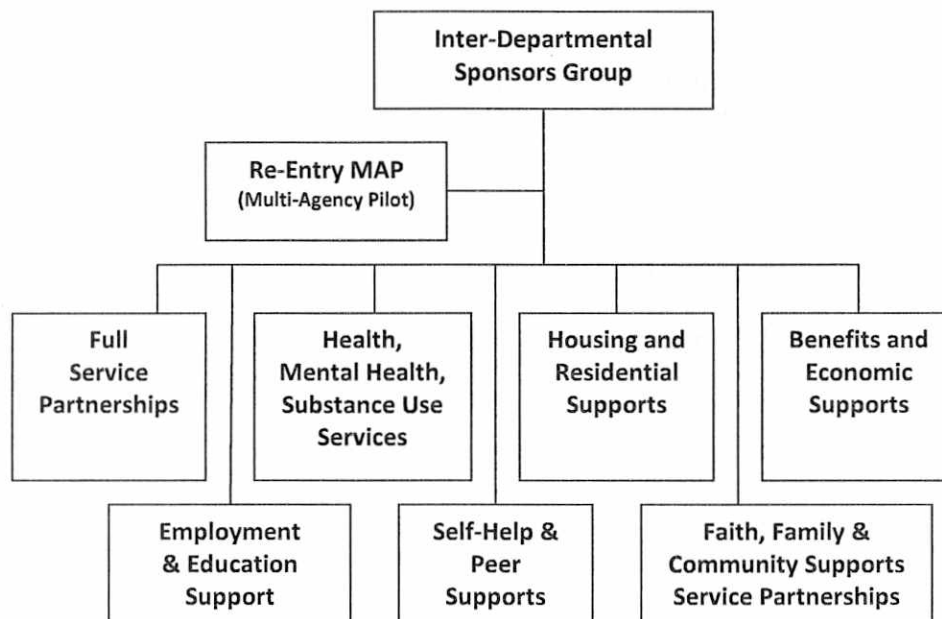 Inter-Departmental
Sponsors Group
Re-Entry MAP
(Multi-Agency Pilot)
Full
Service
Partnerships
Health,
Mental Health,
Substance Use
Services
Housing and
Residential
Supports
Benefits and
Economic
Supports
Employment
& Education
Support
Self-Help &
Peer
Supports
Faith, Family &
Community Supports
Service Partnerships